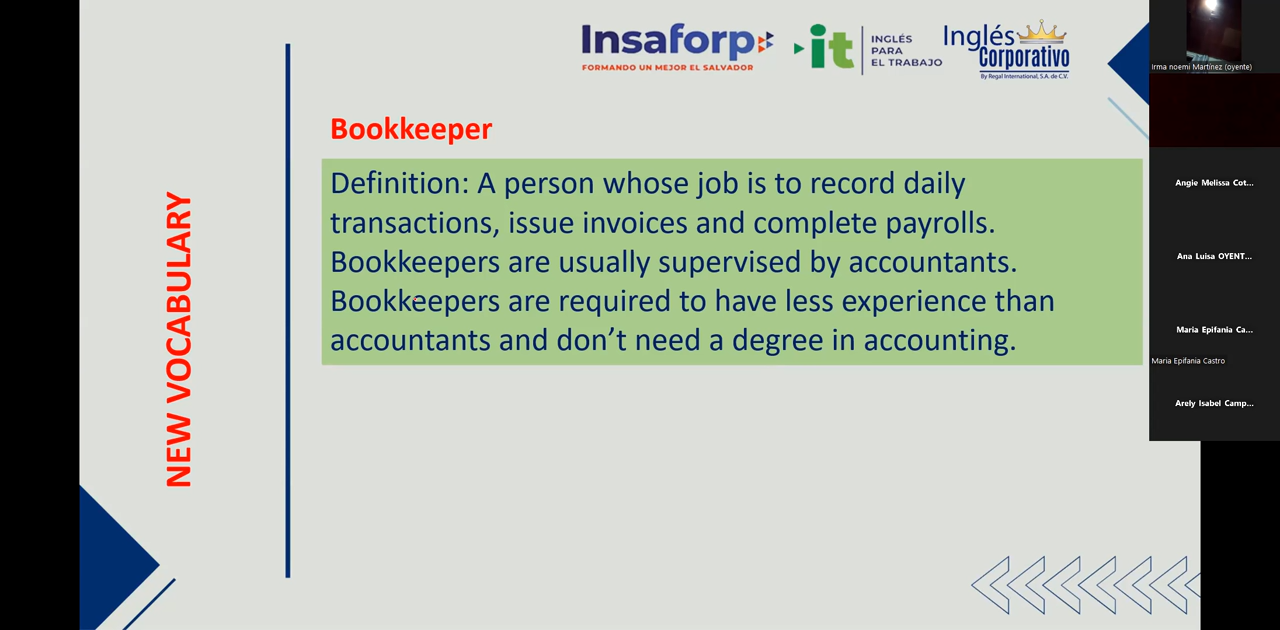 Insaforp
FORMANDO UN MEJOR EL SALVADOR
it
INGLÉS
PARA
EL TRABAJO
Inglés
Corporativo
By Regal International, S.A. de C.V.
NEW VOCABULARY
Bookkeeper
Definition: A person whose job is to record daily
transactions, issue invoices and complete payrolls.
Bookkeepers are usually supervised by accountants.
Bookkeepers are required to have less experience than
accountants and don’t need a degree in accounting.
Irma noemi Martínez (oyente)
Angie Melissa Cot...
Ana Luisa OYENT...
Maria Epifania Ca...
Maria Epifania Castro
Arely Isabel Camp...